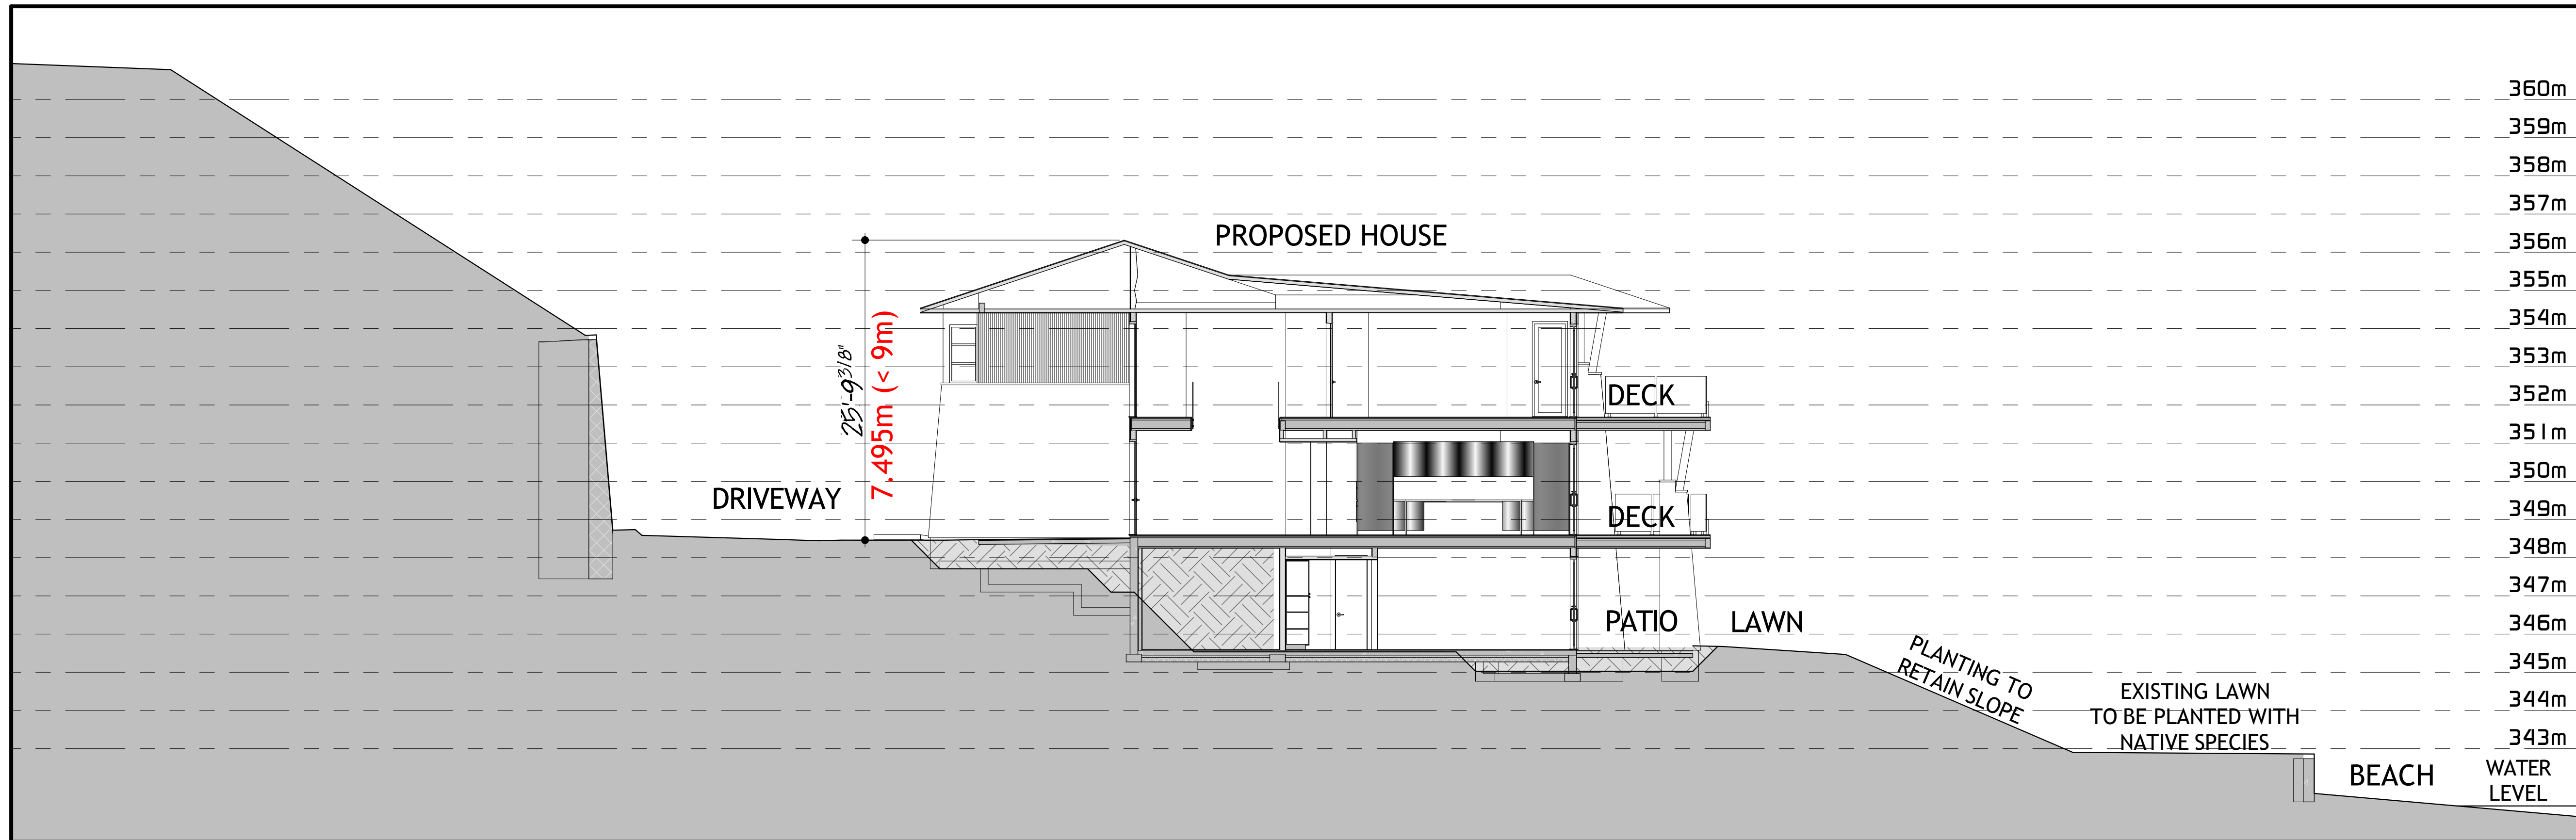 360m
359m
358m
357m
PROPOSED HOUSE
356m
355m
354m
353m
25'-9 3/8"
7.495m (< 9m)
DECK
352m
351m
350m
DRIVEWAY
349m
DECK
348m
347m
PATIO
LAWN
346m
345m
PLANTING TO
RETAIN SLOPE
344m
EXISTING LAWN
TO BE PLANTED WITH
NATIVE SPECIES
343m
BEACH
WATER
LEVEL